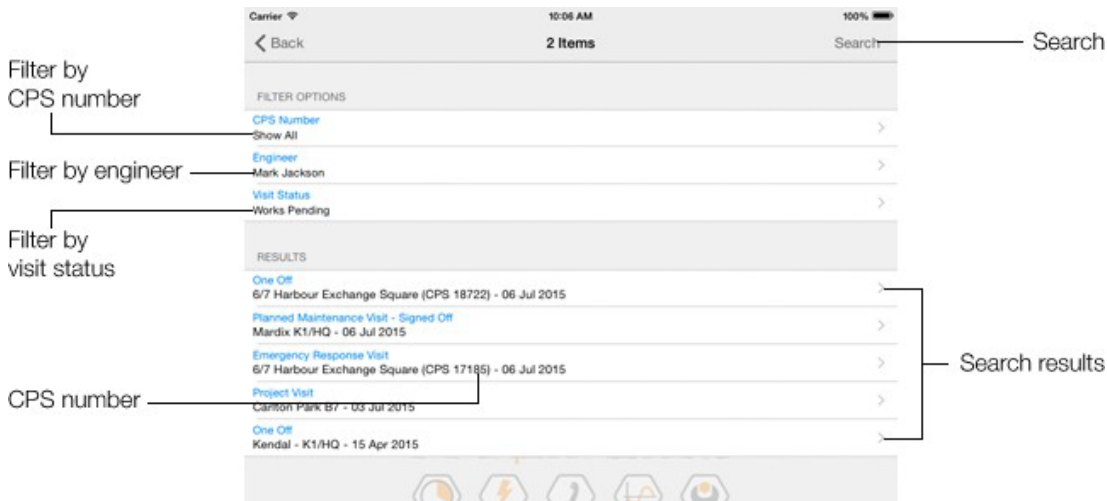 Carrier 10:06 AM 100%
Back 2 Items Search
Search
Filter by
CPS number
FILTER OPTIONS
CPS Number
Show All
Filter by engineer
Engineer
Mark Jackson
Visit Status
Works Pending
Filter by
visit status
RESULTS
One Off
6/7 Harbour Exchange Square (CPS 18722) - 06 Jul 2015
Planned Maintenance Visit - Signed Off
Mardix K1/HQ - 06 Jul 2015
Emergency Response Visit
6/7 Harbour Exchange Square (CPS 17185) - 06 Jul 2015
Search results
CPS number
Project Visit
Carlton Park B7 - 03 Jul 2015
One Off
Kendal - K1/HQ - 15 Apr 2015